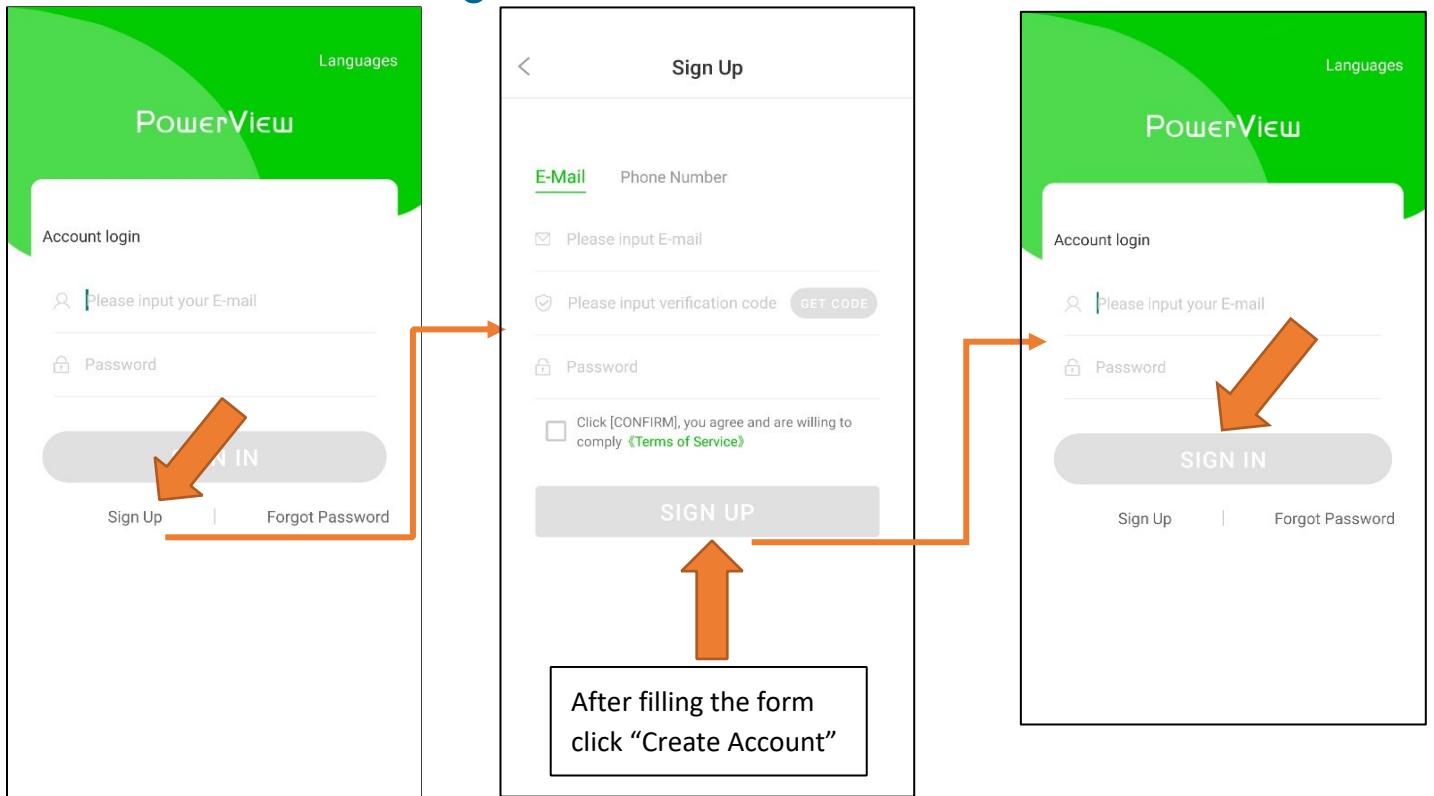 Languages
PowerView
Account login
Please input your E-mail
Password
Sign Up
Forgot Password
Sign Up
E-Mail
Phone Number
Please input E-mail
Please input verification code
GET CODE
Password
Click [CONFIRM], you agree and are willing to
comply 《Terms of Service》
SIGN UP
After filling the form
click “Create Account”
Languages
PowerView
Account login
Please input your E-mail
Password
SIGN IN
Sign Up
Forgot Password